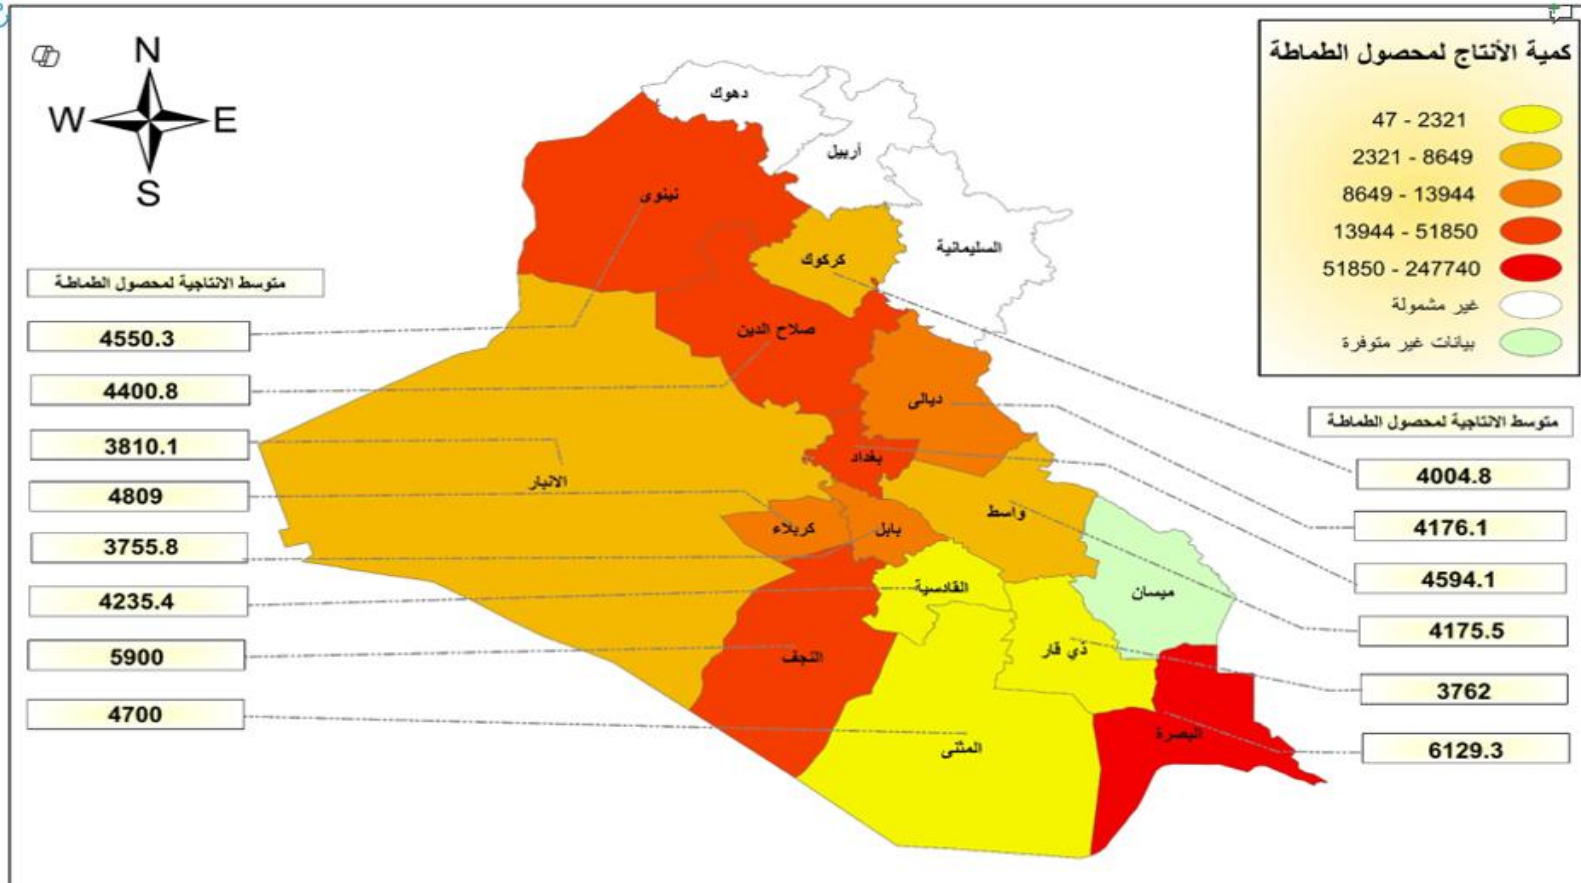 N
W E
S
كمية الأنتاج لمحصول الطماطة
47 - 2321
2321 - 8649
8649 - 13944
13944 - 51850
51850 - 247740
غير مشمولة
بيانات غير متوفرة
دهوك
أربيل
نينوى
السليمانية
كركوك
صلاح الدين
ديالى
بغداد
الانبار
واسط
كربلاء
بابل
القادسية
ميسان
ذي قار
النجف
المثنى
البصرة
متوسط الانتاجية لمحصول الطماطة
4550.3
4400.8
3810.1
4809
3755.8
4235.4
5900
4700
متوسط الانتاجية لمحصول الطماطة
4004.8
4176.1
4594.1
4175.5
3762
6129.3